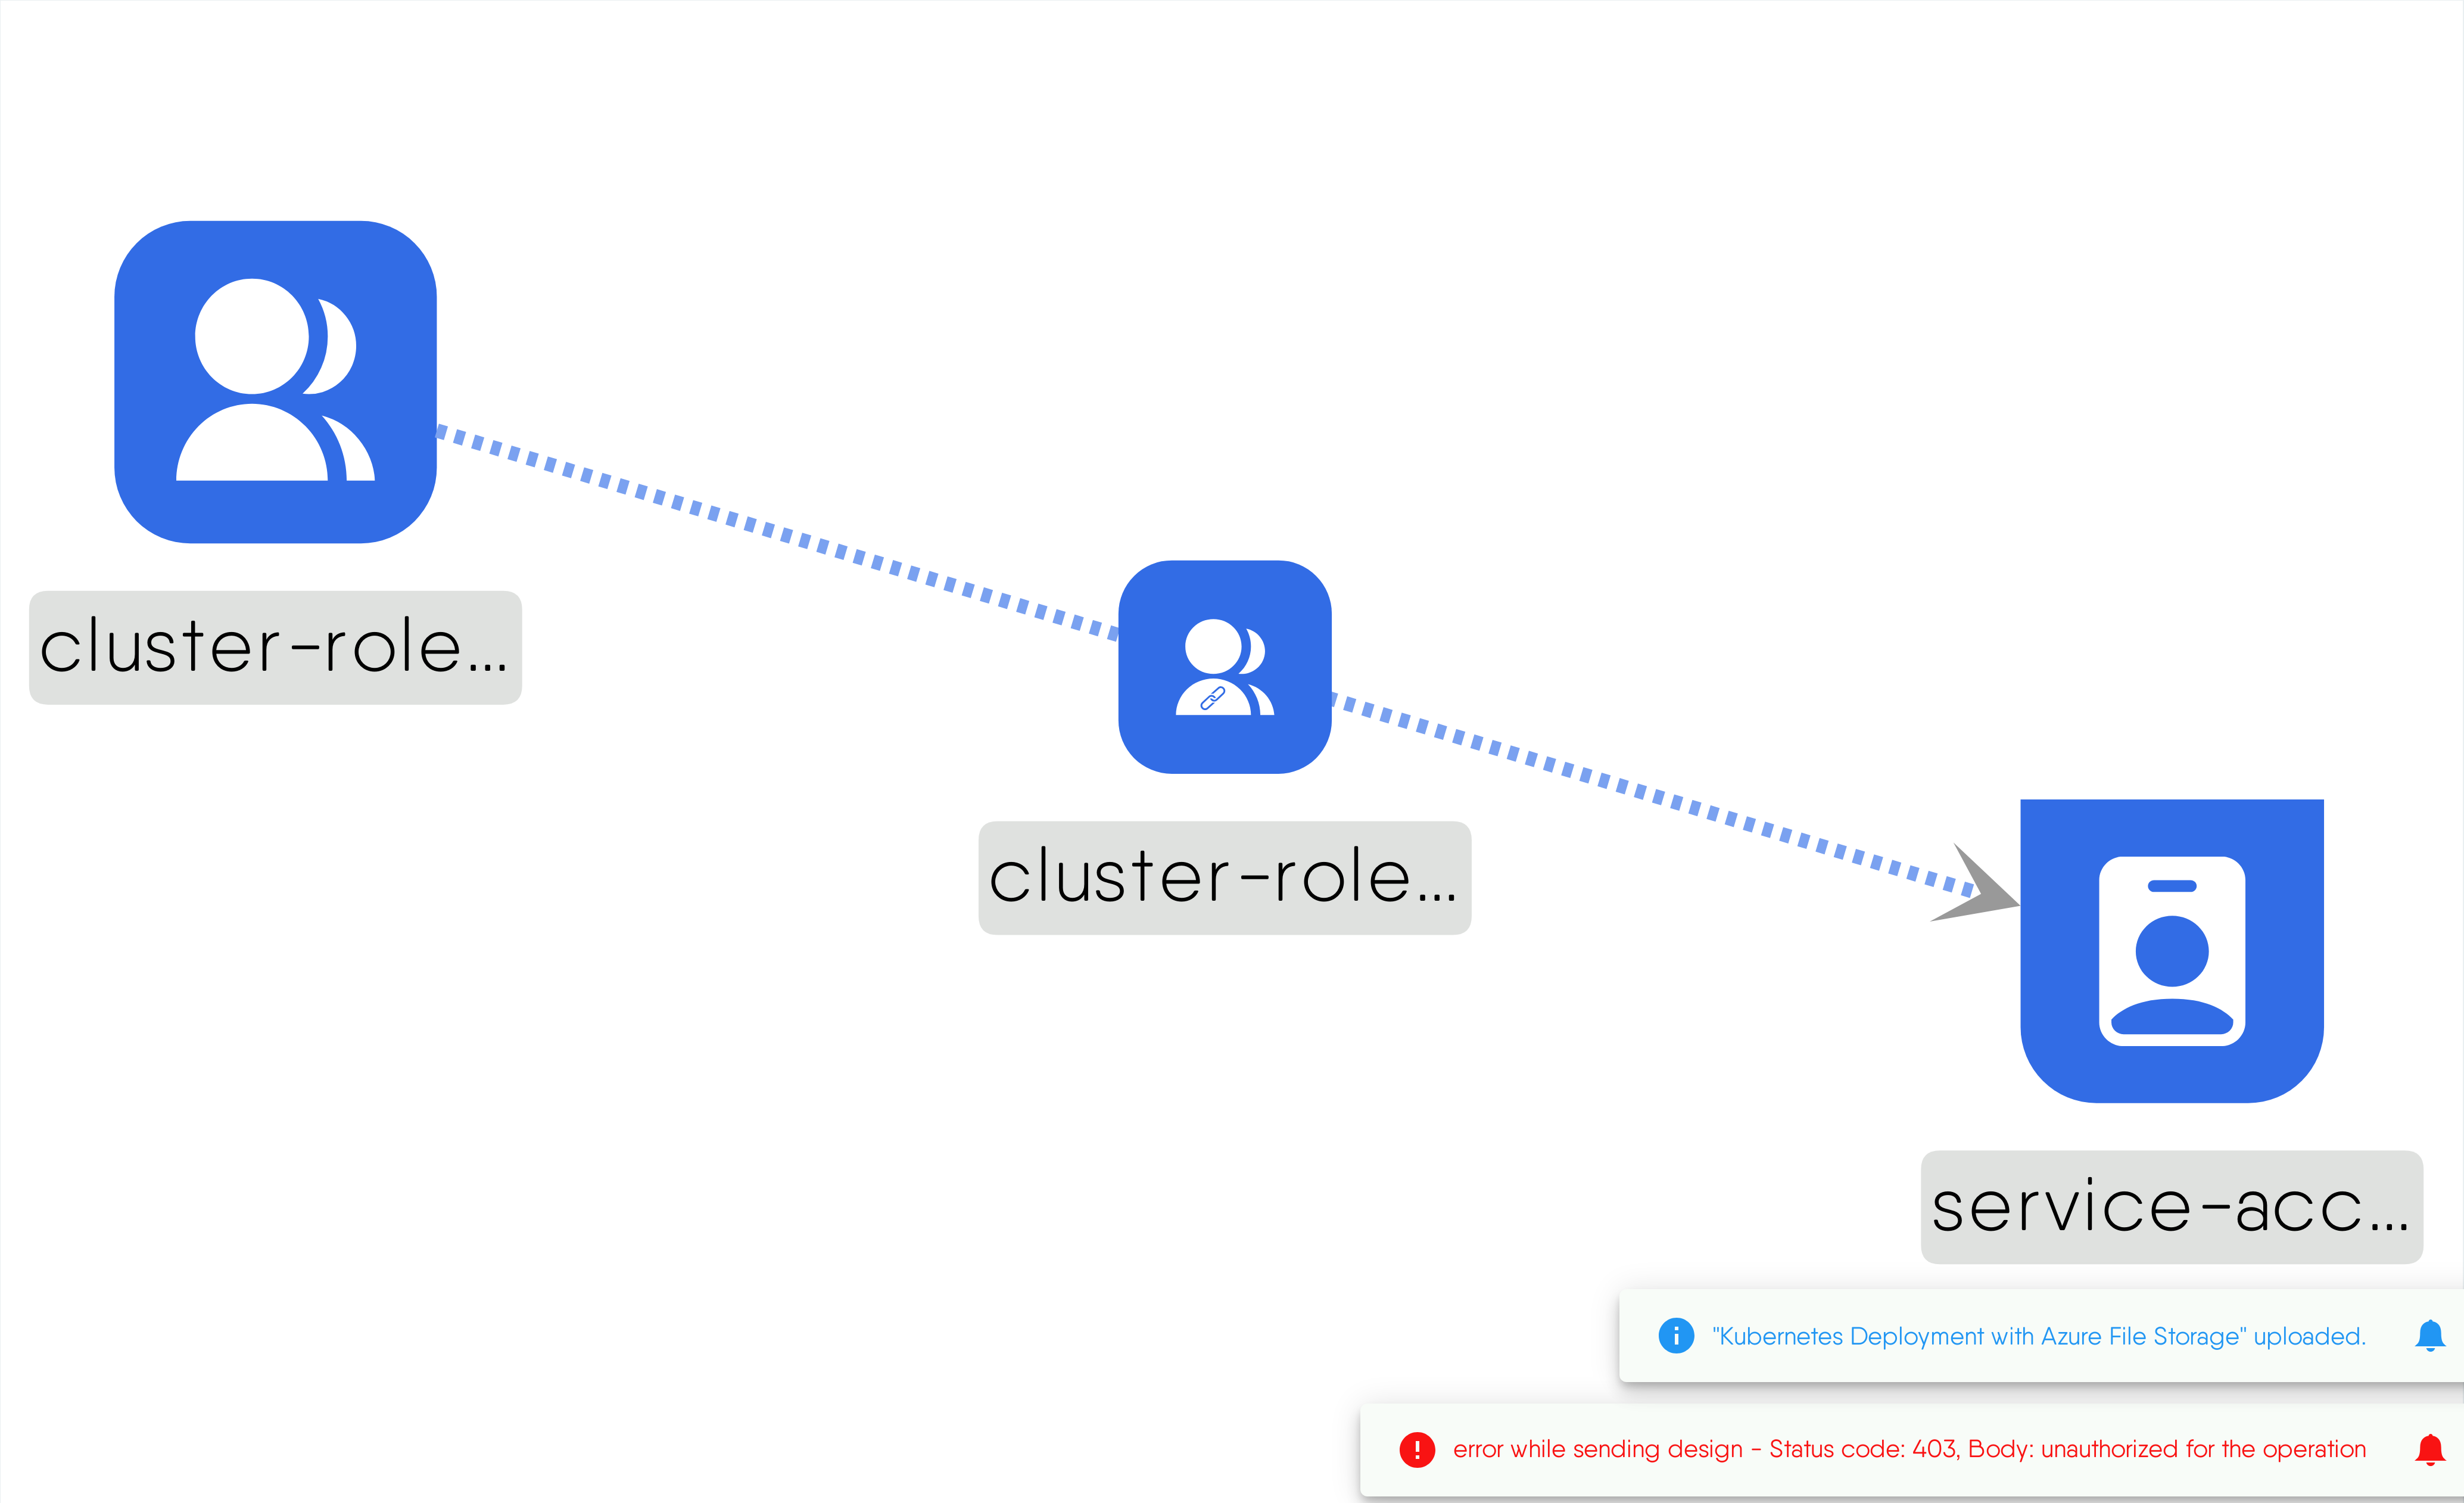 cluster-role...
cluster-role...
service-acc...
"Kubernetes Deployment with Azure File Storage" uploaded.
error while sending design - Status code: 403, Body: unauthorized for the operation